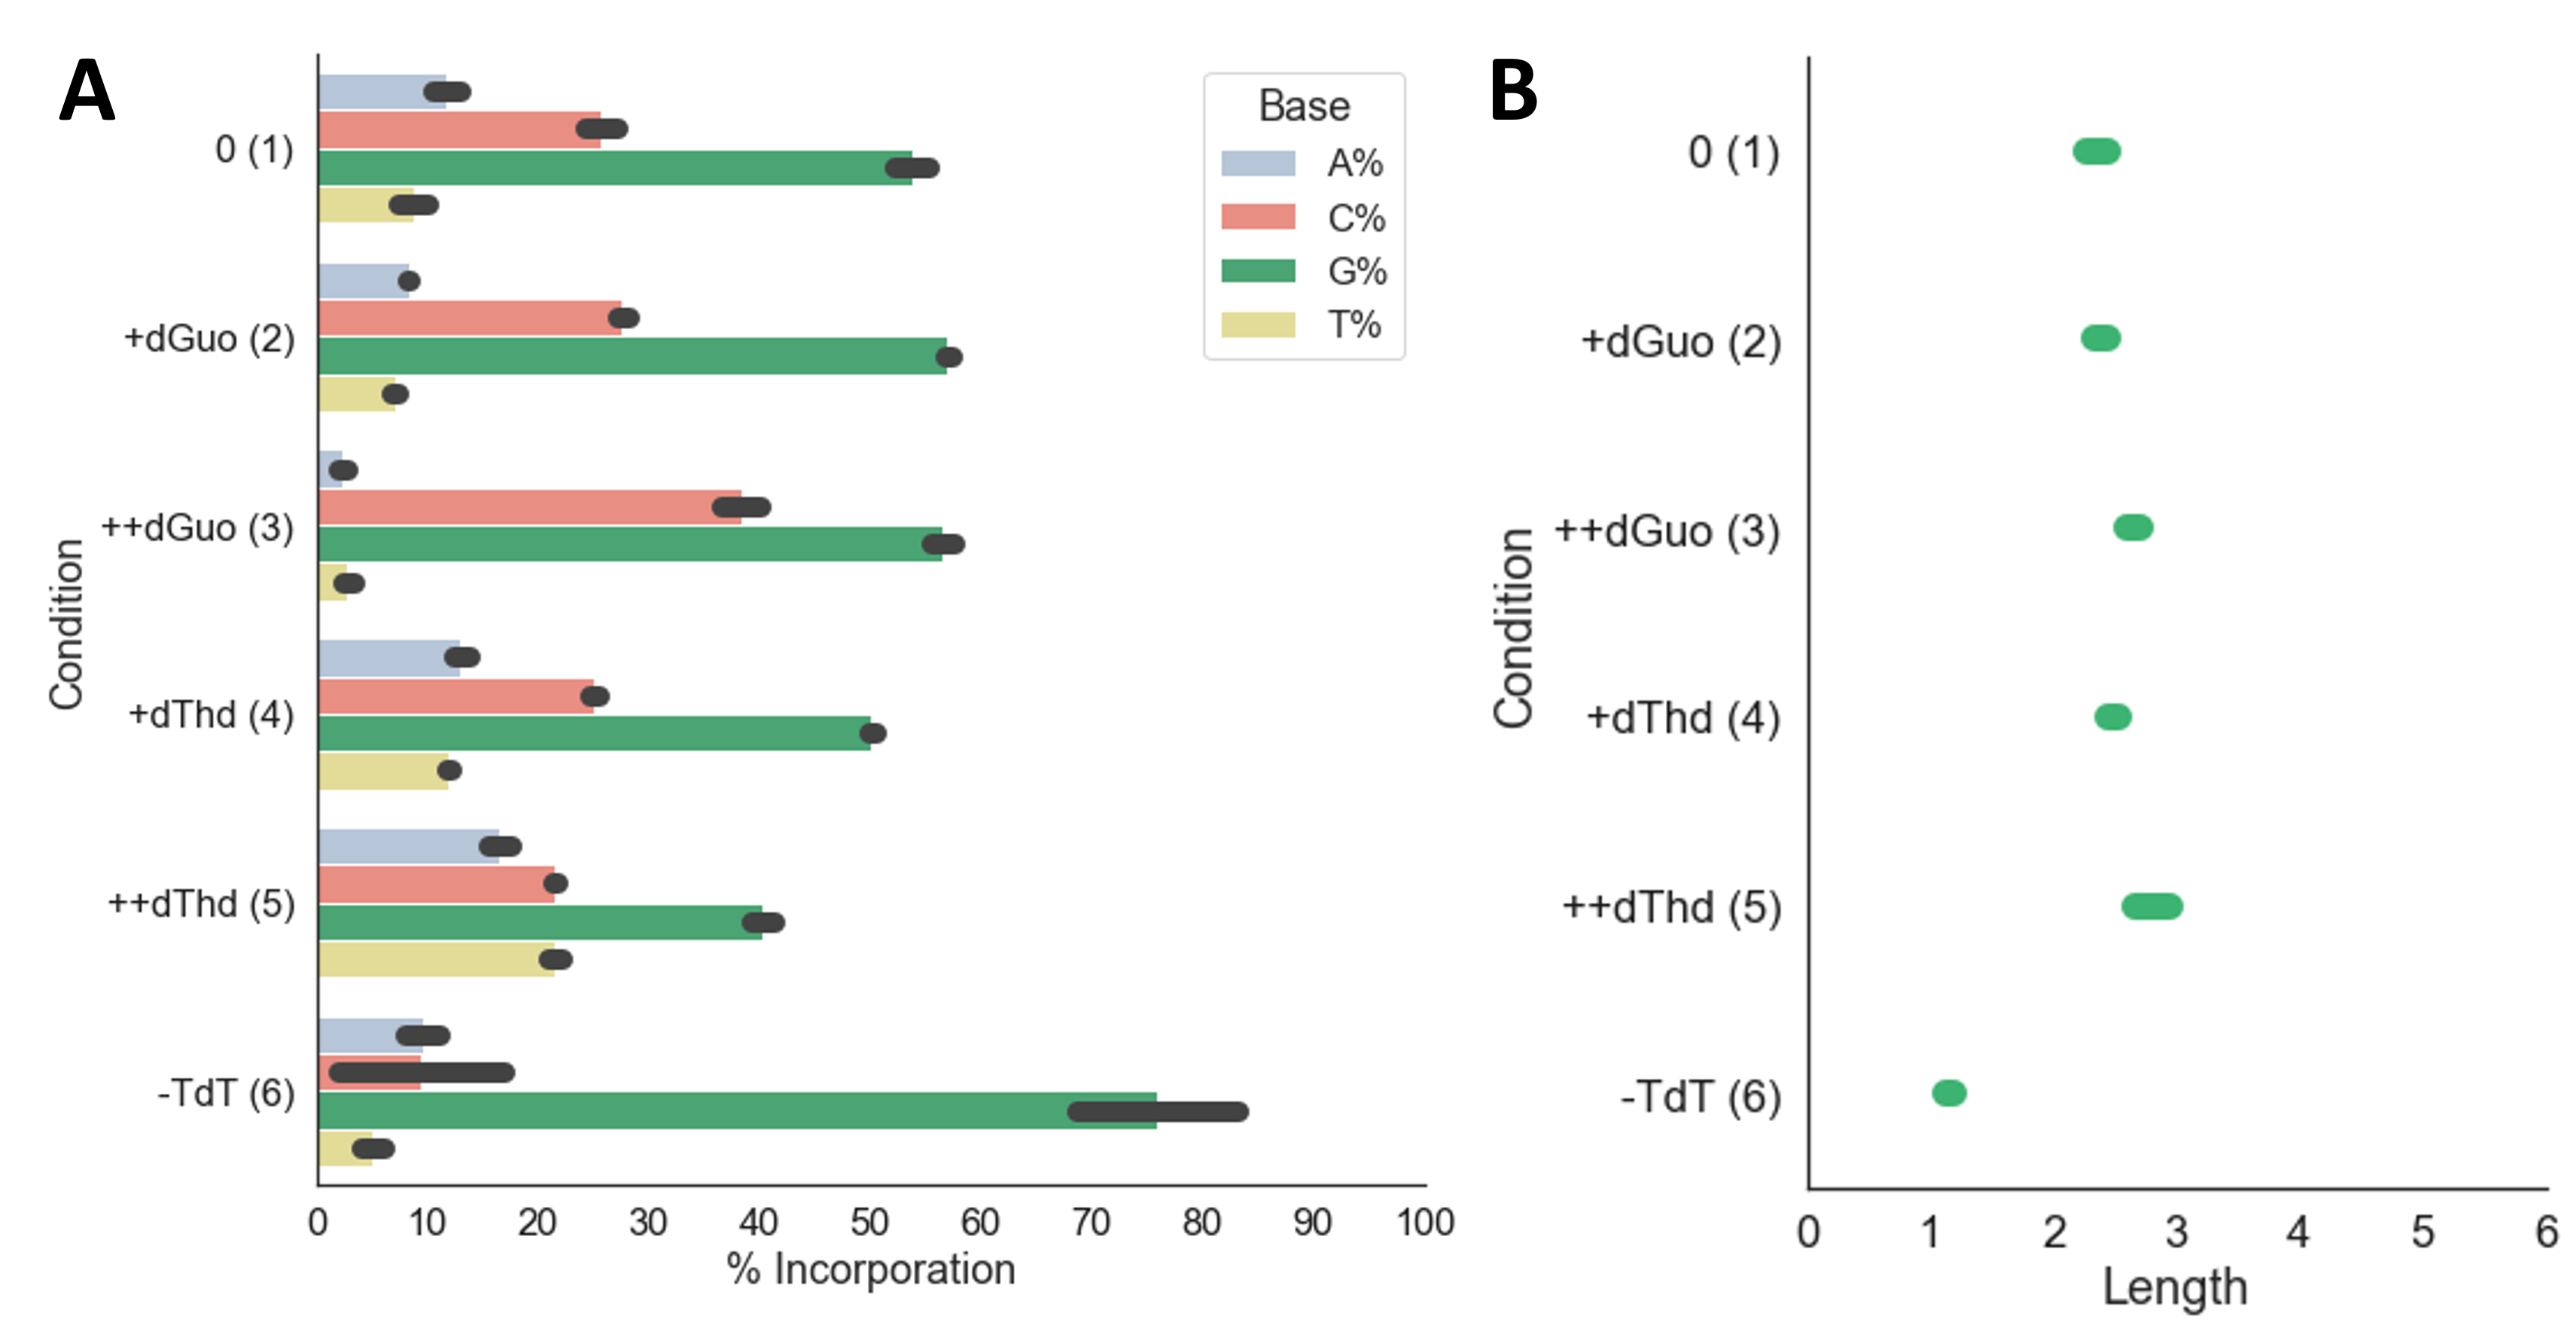 A
Condition
0 (1)
+dGuo (2)
++dGuo (3)
+dThd (4)
++dThd (5)
-TdT (6)
0 10 20 30 40 50 60 70 80 90 100
% Incorporation
Base
A%
C%
G%
T%
B
Condition
0 (1)
+dGuo (2)
++dGuo (3)
+dThd (4)
++dThd (5)
-TdT (6)
0 1 2 3 4 5 6
Length